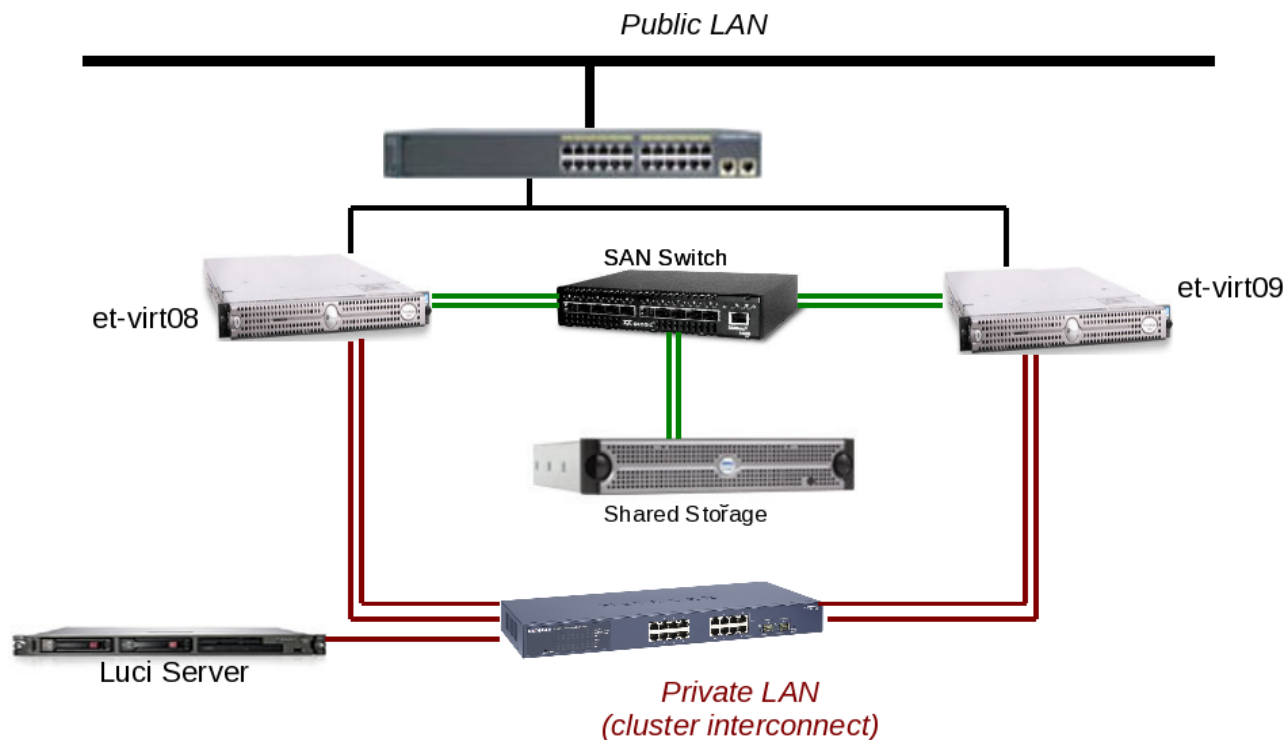 Public LAN
SAN Switch
et-virt08
et-virt09
Shared Storage
Luci Server
Private LAN
(cluster interconnect)